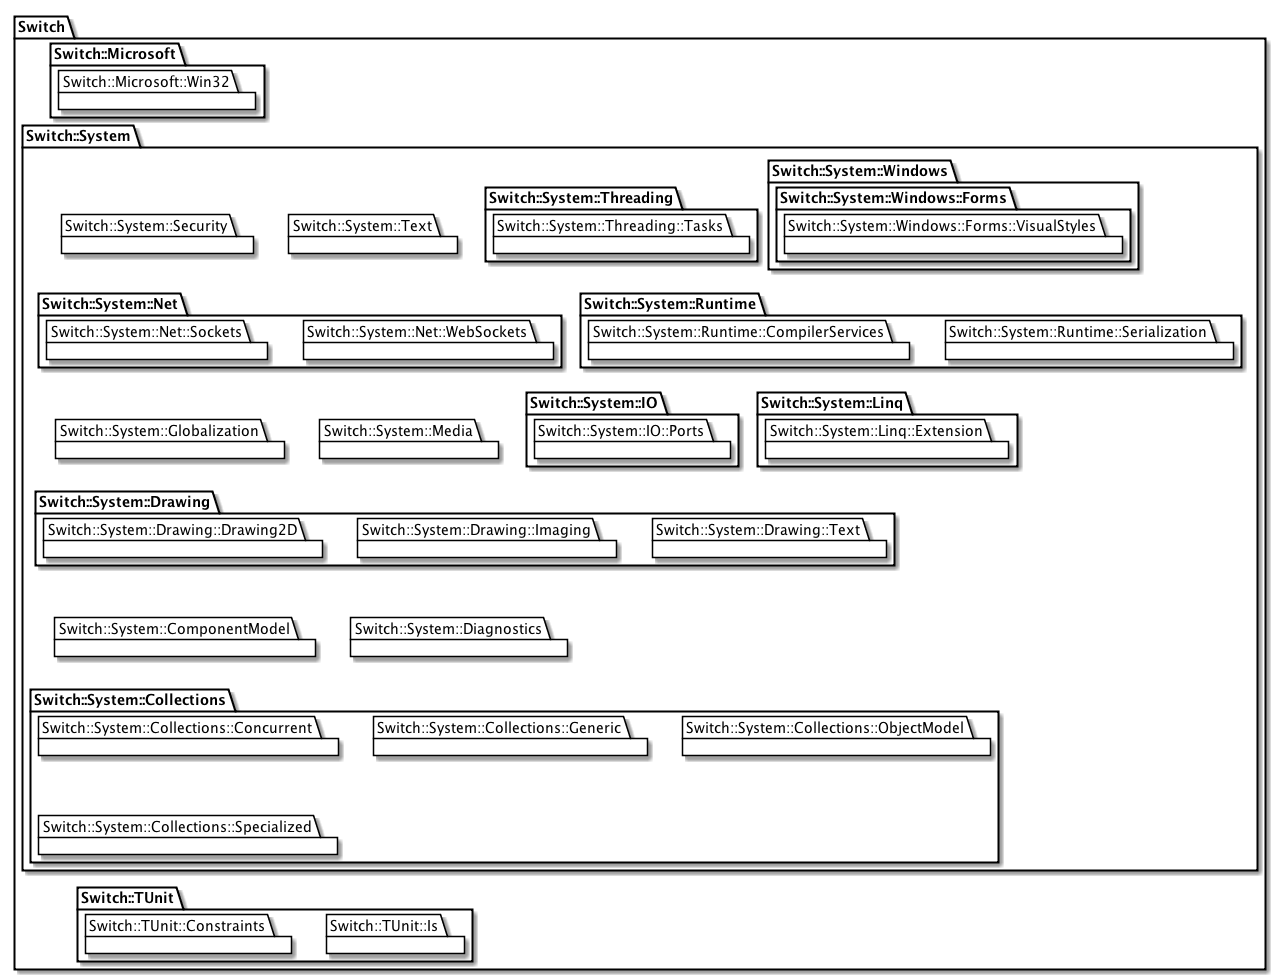 Switch
Switch::Microsoft
Switch::Microsoft::Win32
Switch::System
Switch::System::Windows
Switch::System::Threading
Switch::System::Windows::Forms
Switch::System::Security
Switch::System::Text
Switch::System::Threading::Tasks
Switch::System::Windows::Forms::VisualStyles
Switch::System::Net
Switch::System::Runtime
Switch::System::Net::Sockets
Switch::System::Net::WebSockets
Switch::System::Runtime::CompilerServices
Switch::System::Runtime::Serialization
Switch::System::IO
Switch::System::Linq
Switch::System::Globalization
Switch::System::Media
Switch::System::IO::Ports
Switch::System::Linq::Extension
Switch::System::Drawing
Switch::System::Drawing::Drawing2D
Switch::System::Drawing::Imaging
Switch::System::Drawing::Text
Switch::System::ComponentModel
Switch::System::Diagnostics
Switch::System::Collections
Switch::System::Collections::Concurrent
Switch::System::Collections::Generic
Switch::System::Collections::ObjectModel
Switch::System::Collections::Specialized
Switch::TUnit
Switch::TUnit::Constraints
Switch::TUnit::Is